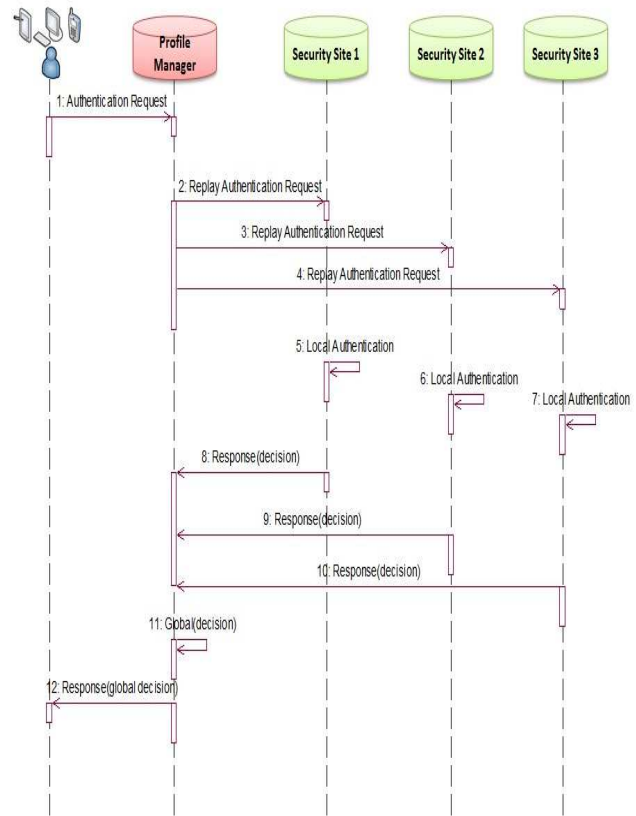 Profile
Manager
Security Site 1
Security Site 2
Security Site 3
1: Authentication Request
2: Replay Authentication Request
3: Replay Authentication Request
4: Replay Authentication Request
5: Local Authentication
6: Local Authentication
7: Local Authentication
8: Response(decision)
9: Response(decision)
10: Response(decision)
11: Global(decision)
12: Response(global decision)